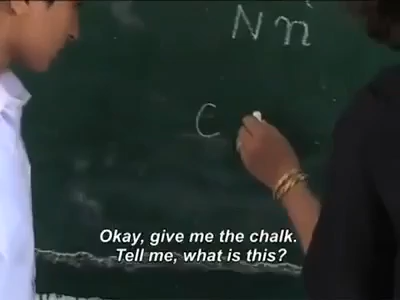 N n
C
Okay, give me the chalk.
Tell me, what is this?